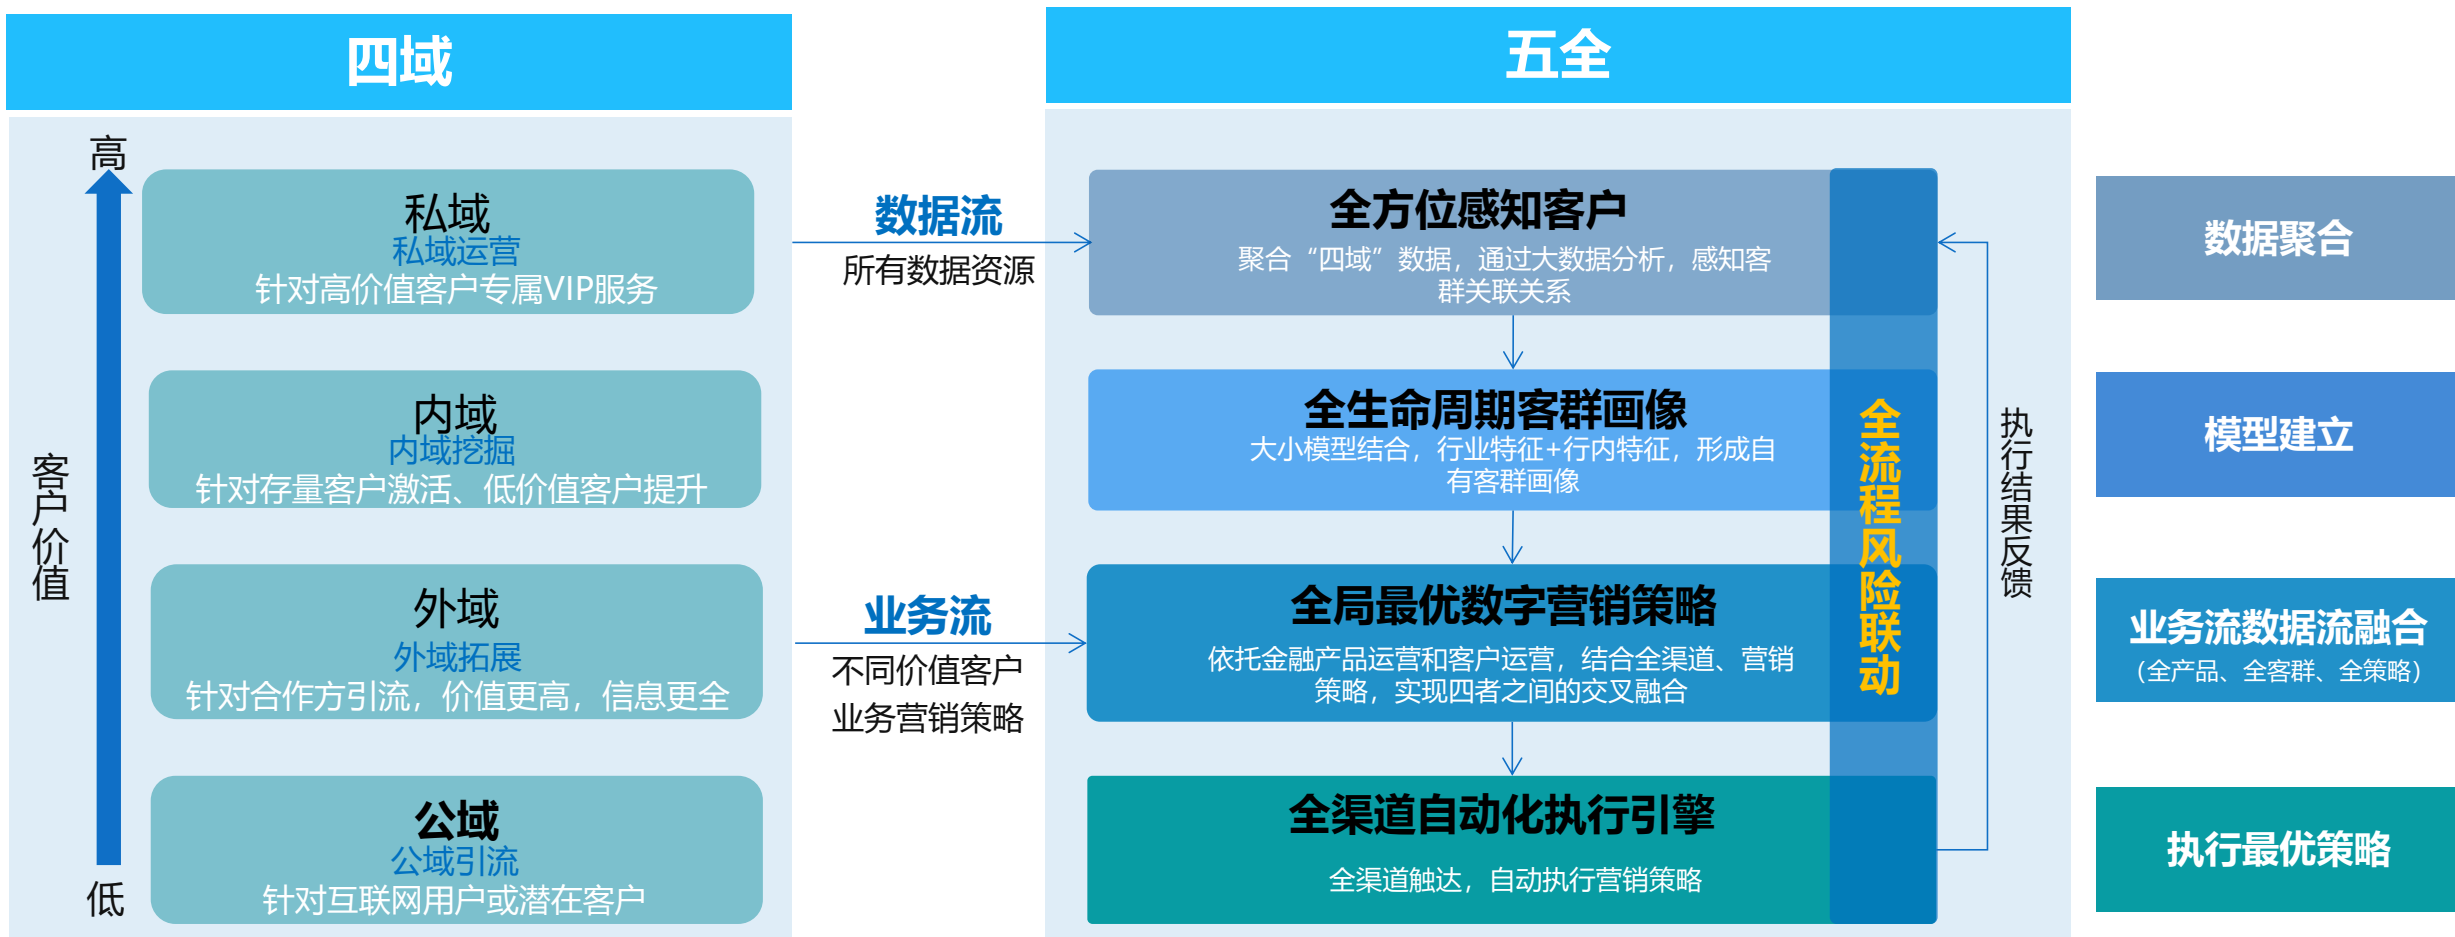 四域
高
客户价值
低
私域
私域运营
针对高价值客户专属VIP服务
内域
内域挖掘
针对存量客户激活、低价值客户提升
外域
外域拓展
针对合作方引流，价值更高，信息更全
公域
公域引流
针对互联网用户或潜在客户
数据流
所有数据资源
业务流
不同价值客户
业务营销策略
五全
全方位感知客户
聚合“四域”数据，通过大数据分析，感知客
群关联关系
全生命周期客群画像
大小模型结合，行业特征+行内特征，形成自
有客群画像
全局最优数字营销策略
依托金融产品运营和客户运营，结合全渠道、营销
策略，实现四者之间的交叉融合
全渠道自动化执行引擎
全渠道触达，自动执行营销策略
全流程风险联动
执行结果反馈
数据聚合
模型建立
业务流数据流融合
（全产品、全客群、全策略）
执行最优策略